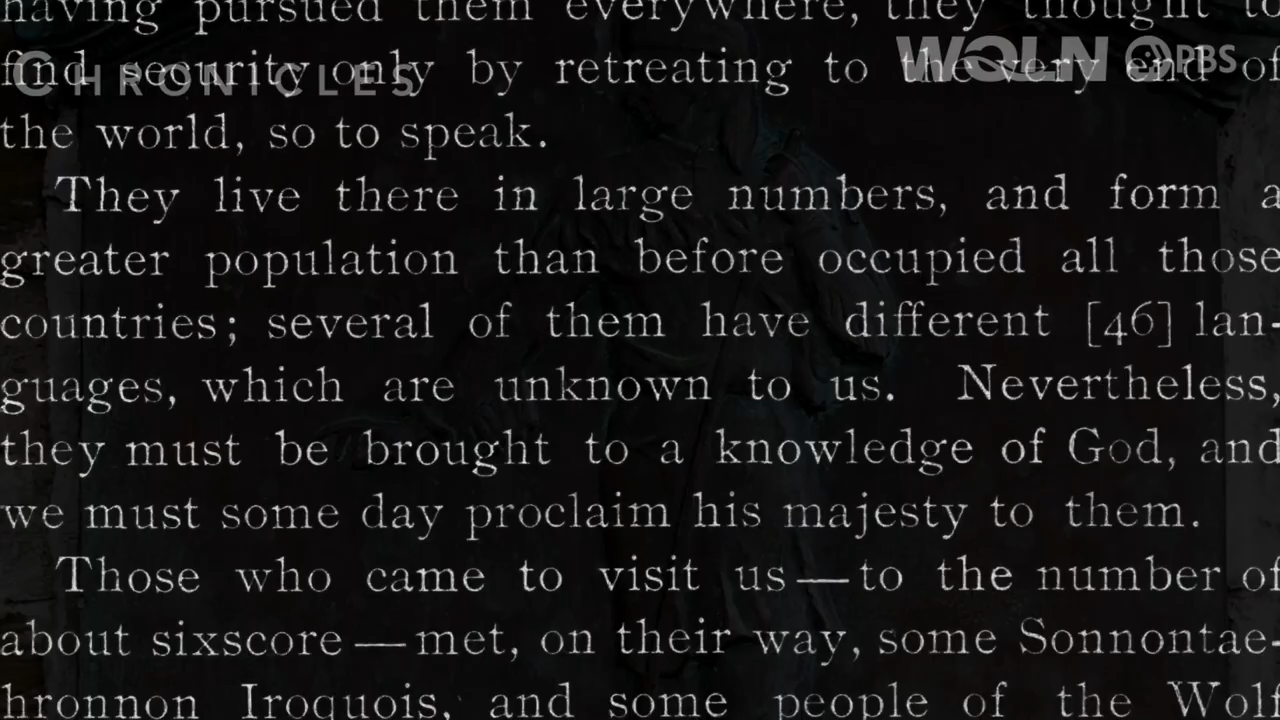 having pursued them everywhere, they thought to
find security only by retreating to the very end of
the world, so to speak.
They live there in large numbers, and form a
greater population than before occupied all those
countries; several of them have different [46] lan-
guages, which are unknown to us. Nevertheless,
they must be brought to a knowledge of God, and
we must some day proclaim his majesty to them.
Those who came to visit us—to the number of
about sixscore—met, on their way, some Sonnontae-
hronnon Iroquois, and some people of the Wolf
CHRONICLES
WQLN PBS